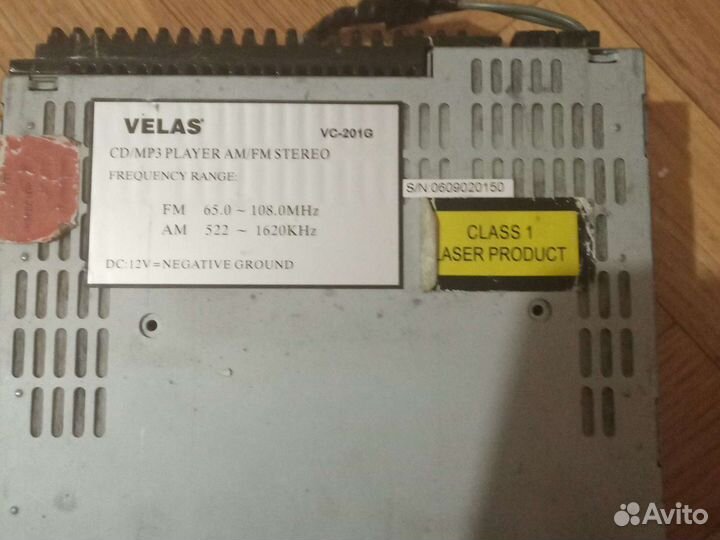 VELAS®
VC-201G
CD/MP3 PLAYER AM/FM STEREO
FREQUENCY RANGE:
FM 65.0 ~ 108.0MHz
AM 522 ~ 1620KHz
DC:12V = NEGATIVE GROUND
S/N:0609020150
CLASS 1
LASER PRODUCT
Avito